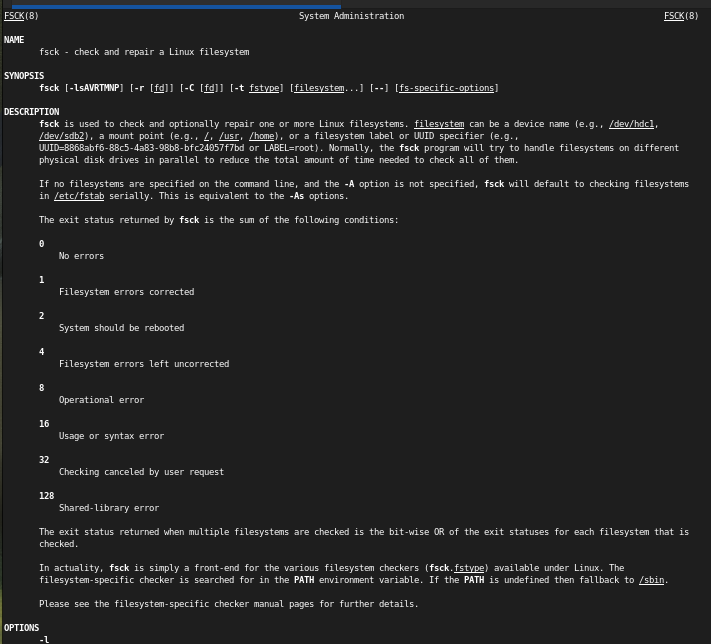 FSCK(8) System Administration FSCK(8)
NAME
fsck - check and repair a Linux filesystem
SYNOPSIS
fsck [-lsAVRTMNP] [-r [fd]] [-C [fd]] [-t fstype] [filesystem...] [--] [fs-specific-options]
DESCRIPTION
fsck is used to check and optionally repair one or more Linux filesystems. filesystem can be a device name (e.g., /dev/hdc1,
/dev/sdb2), a mount point (e.g., /, /usr, /home), or a filesystem label or UUID specifier (e.g.,
UUID=8868abf6-88c5-4a83-98b8-bfc24057f7bd or LABEL=root). Normally, the fsck program will try to handle filesystems on different
physical disk drives in parallel to reduce the total amount of time needed to check all of them.
If no filesystems are specified on the command line, and the -A option is not specified, fsck will default to checking filesystems
in /etc/fstab serially. This is equivalent to the -As options.
The exit status returned by fsck is the sum of the following conditions:
0
No errors
1
Filesystem errors corrected
2
System should be rebooted
4
Filesystem errors left uncorrected
8
Operational error
16
Usage or syntax error
32
Checking canceled by user request
128
Shared-library error
The exit status returned when multiple filesystems are checked is the bit-wise OR of the exit statuses for each filesystem that is
checked.
In actuality, fsck is simply a front-end for the various filesystem checkers (fsck.fstype) available under Linux. The
filesystem-specific checker is searched for in the PATH environment variable. If the PATH is undefined then fallback to /sbin.
Please see the filesystem-specific checker manual pages for further details.
OPTIONS
-l